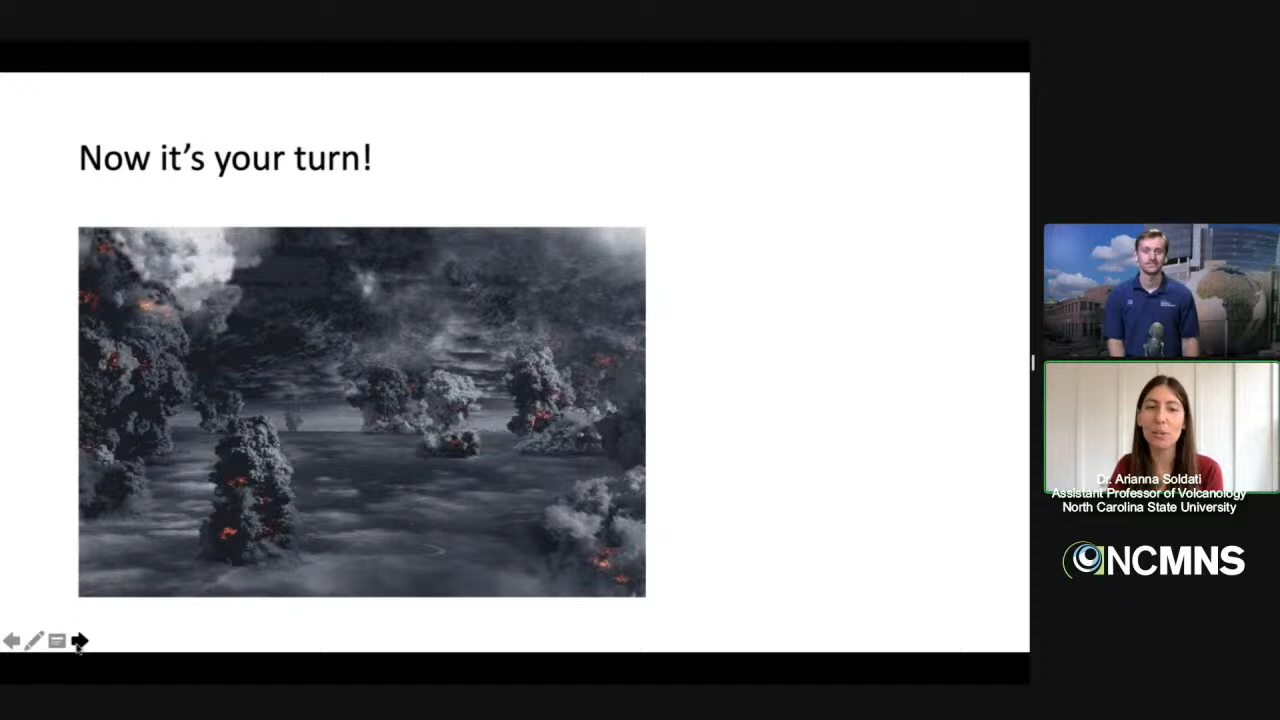 Now it’s your turn!
Dr. Arianna Soldati
Assistant Professor of Volcanology
North Carolina State University
NCMNS